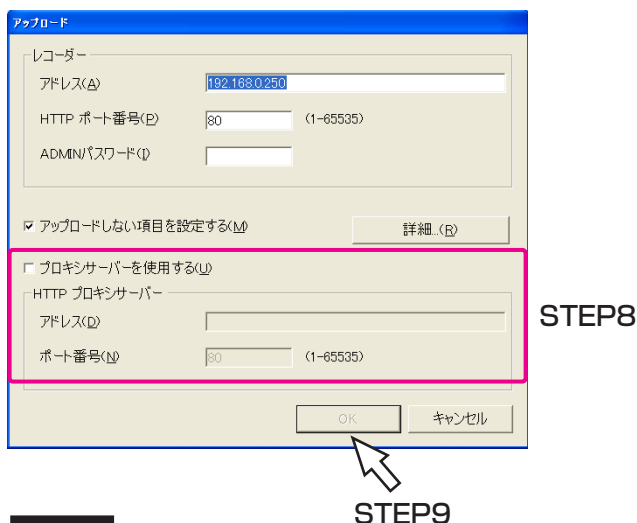 アップロード
レコーダー
アドレス(A) 192.168.0.250
HTTP ポート番号(P) 80 (1-65535)
ADMINパスワード(I)
アップロードしない項目を設定する(M) 詳細...(R)
プロキシサーバーを使用する(U)
HTTP プロキシサーバー
アドレス(D)
STEP8
ポート番号(N) 80 (1-65535)
OK キャンセル
STEP9